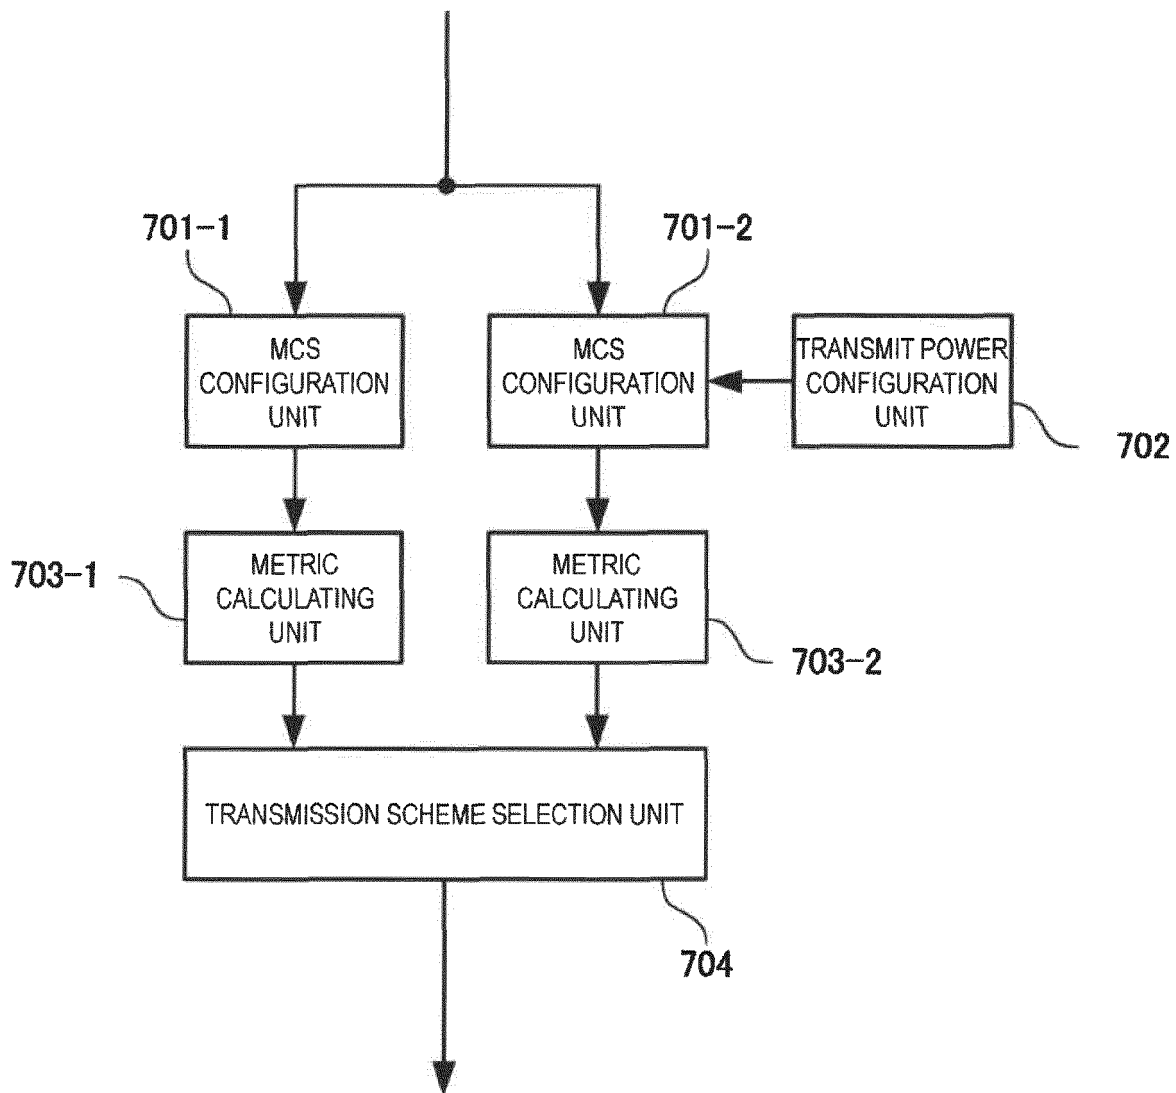 701-1
701-2
MCS
CONFIGURATION
UNIT
MCS
CONFIGURATION
UNIT
TRANSMIT POWER
CONFIGURATION
UNIT
702
703-1
METRIC
CALCULATING
UNIT
METRIC
CALCULATING
UNIT
703-2
TRANSMISSION SCHEME SELECTION UNIT
704